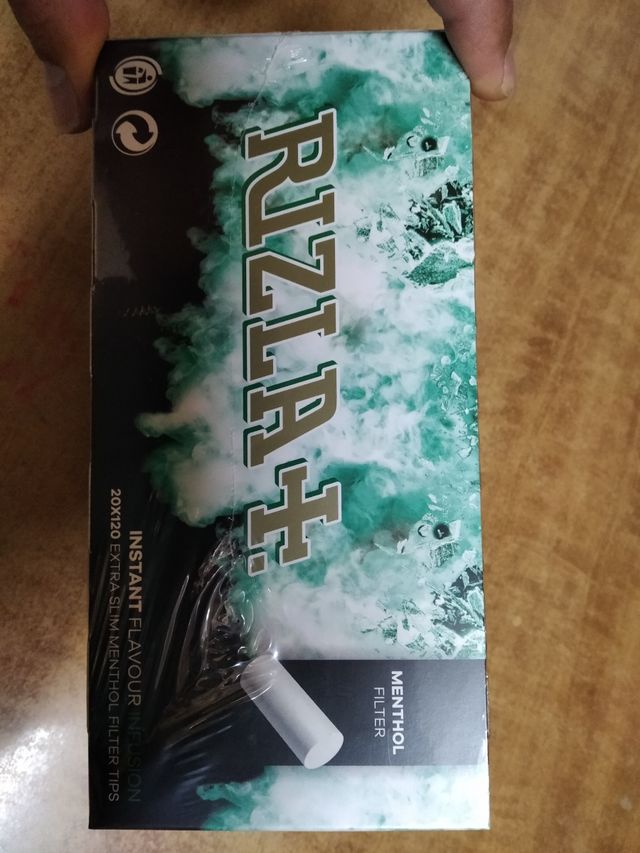 RIZLA+.
MENTHOL
FILTER
INSTANT FLAVOUR INFUSION
20X120 EXTRA SLIM MENTHOL FILTER TIPS